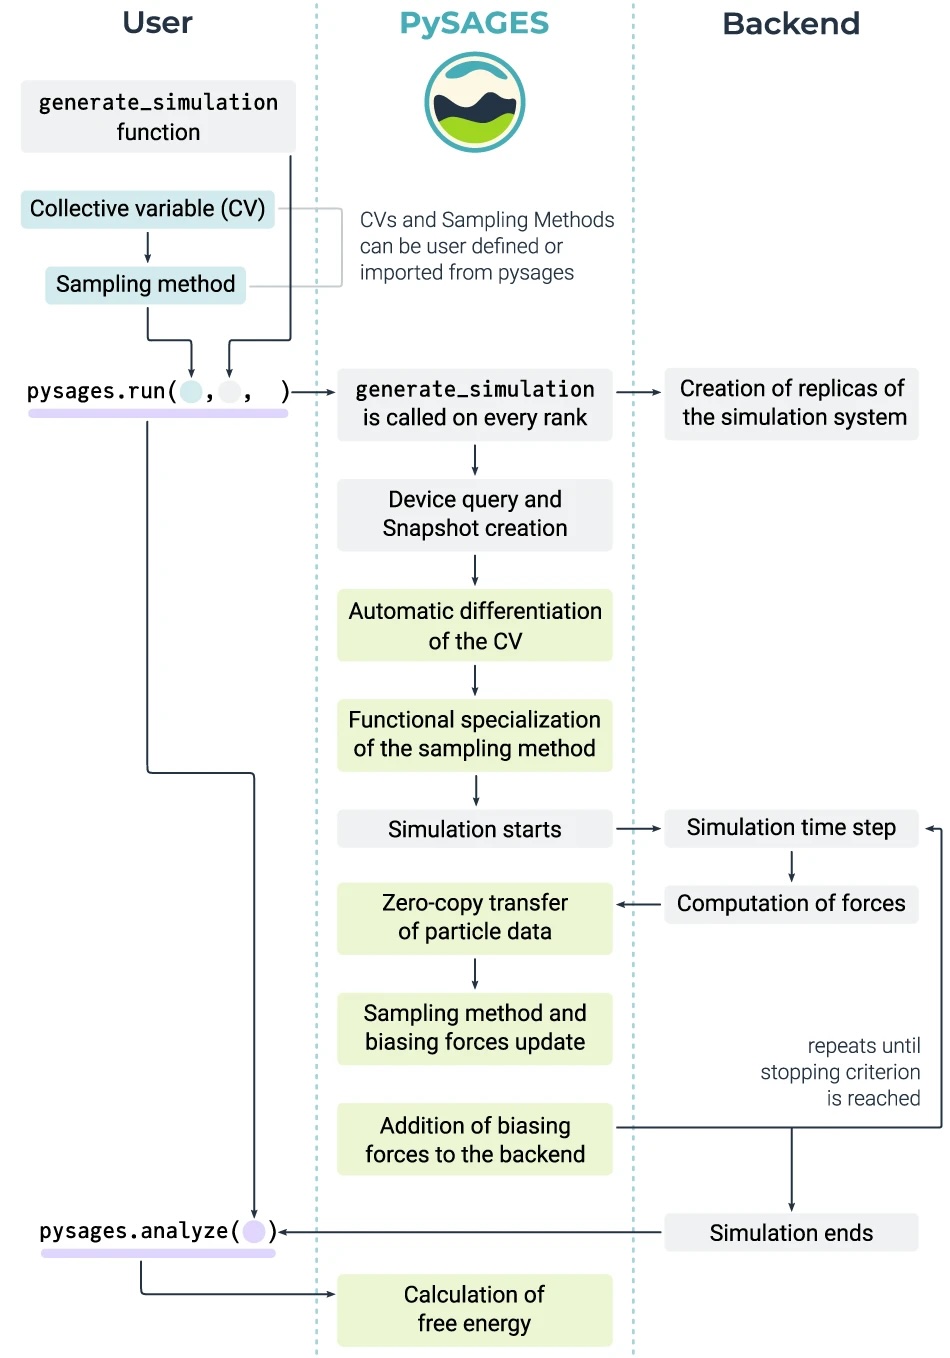 User
PySAGES
Backend
generate_simulation
function
Collective variable (CV)
CVs and Sampling Methods
can be user defined or
imported from pysages
Sampling method
pysages.run( , , )
generate_simulation
is called on every rank
Creation of replicas of
the simulation system
Device query and
Snapshot creation
Automatic differentiation
of the CV
Functional specialization
of the sampling method
Simulation starts
Simulation time step
Computation of forces
Zero-copy transfer
of particle data
Sampling method and
biasing forces update
repeats until
stopping criterion
is reached
Addition of biasing
forces to the backend
pysages.analyze( )
Simulation ends
Calculation of
free energy